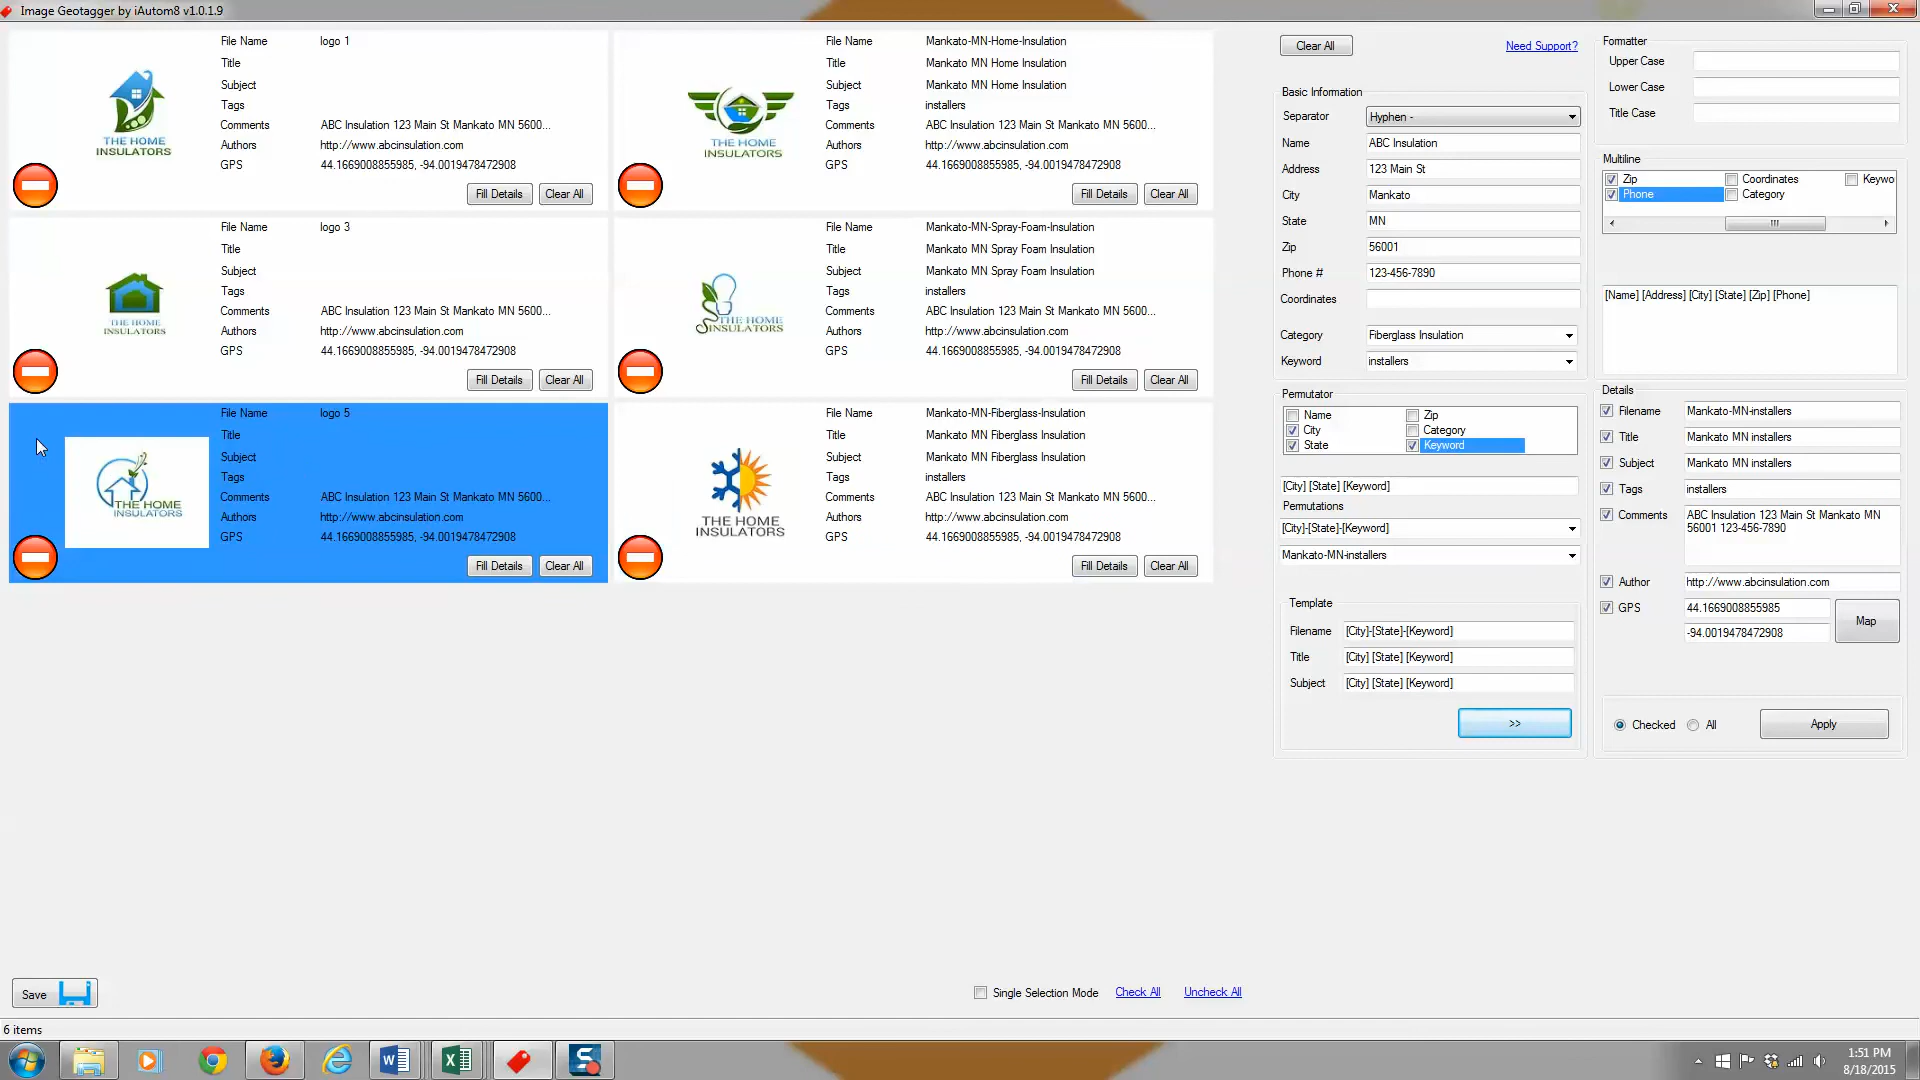 Image Geotagger by iAutom8 v1.0.1.9
File Name logo 1
Title
Subject
Tags
Comments ABC Insulation 123 Main St Mankato MN 5600...
Authors http://www.abcinsulation.com
GPS 44.1669008855985, -94.0019478472908
Fill Details Clear All
THE HOME
INSULATORS
File Name Mankato-MN-Home-Insulation
Title Mankato MN Home Insulation
Subject Mankato MN Home Insulation
Tags installers
Comments ABC Insulation 123 Main St Mankato MN 5600...
Authors http://www.abcinsulation.com
GPS 44.1669008855985, -94.0019478472908
Fill Details Clear All
THE HOME
INSULATORS
File Name logo 3
Title
Subject
Tags
Comments ABC Insulation 123 Main St Mankato MN 5600...
Authors http://www.abcinsulation.com
GPS 44.1669008855985, -94.0019478472908
Fill Details Clear All
THE HOME
INSULATORS
File Name Mankato-MN-Spray-Foam-Insulation
Title Mankato MN Spray Foam Insulation
Subject Mankato MN Spray Foam Insulation
Tags installers
Comments ABC Insulation 123 Main St Mankato MN 5600...
Authors http://www.abcinsulation.com
GPS 44.1669008855985, -94.0019478472908
Fill Details Clear All
THE HOME
INSULATORS
File Name logo 5
Title
Subject
Tags
Comments ABC Insulation 123 Main St Mankato MN 5600...
Authors http://www.abcinsulation.com
GPS 44.1669008855985, -94.0019478472908
Fill Details Clear All
THE HOME
INSULATORS
File Name Mankato-MN-Fiberglass-Insulation
Title Mankato MN Fiberglass Insulation
Subject Mankato MN Fiberglass Insulation
Tags installers
Comments ABC Insulation 123 Main St Mankato MN 5600...
Authors http://www.abcinsulation.com
GPS 44.1669008855985, -94.0019478472908
Fill Details Clear All
THE HOME
INSULATORS
Clear All Need Support?
Basic Information
Separator Hyphen -
Name ABC Insulation
Address 123 Main St
City Mankato
State MN
Zip 56001
Phone # 123-456-7890
Coordinates
Category Fiberglass Insulation
Keyword installers
Permutator
Name Zip
City Category
State Keyword
[City] [State] [Keyword]
Permutations
[City]-[State]-[Keyword]
Mankato-MN-installers
Template
Filename [City]-[State]-[Keyword]
Title [City] [State] [Keyword]
Subject [City] [State] [Keyword]
>>
Formatter
Upper Case
Lower Case
Title Case
Multiline
Zip Coordinates Keywo
Phone Category
[Name] [Address] [City] [State] [Zip] [Phone]
Details
Filename Mankato-MN-installers
Title Mankato MN installers
Subject Mankato MN installers
Tags installers
Comments ABC Insulation 123 Main St Mankato MN
56001 123-456-7890
Author http://www.abcinsulation.com
GPS 44.1669008855985
-94.0019478472908
Map
Checked All Apply
Save Single Selection Mode Check All Uncheck All
6 items
1:51 PM
8/18/2015